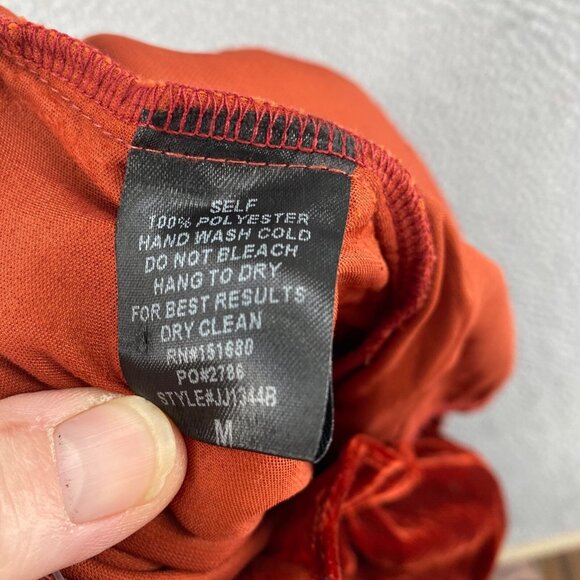 SELF
100% POLYESTER
HAND WASH COLD
DO NOT BLEACH
HANG TO DRY
FOR BEST RESULTS
DRY CLEAN
RN#151680
PO#2786
STYLE#JJ1344B
M